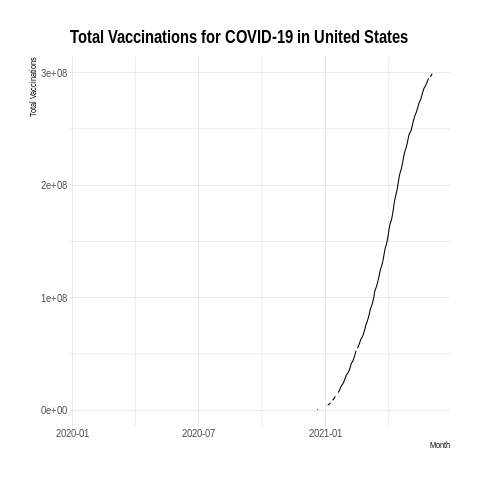 Total Vaccinations for COVID-19 in United States
Total Vaccinations
3e+08
2e+08
1e+08
0e+00
2020-01 2020-07 2021-01
Month